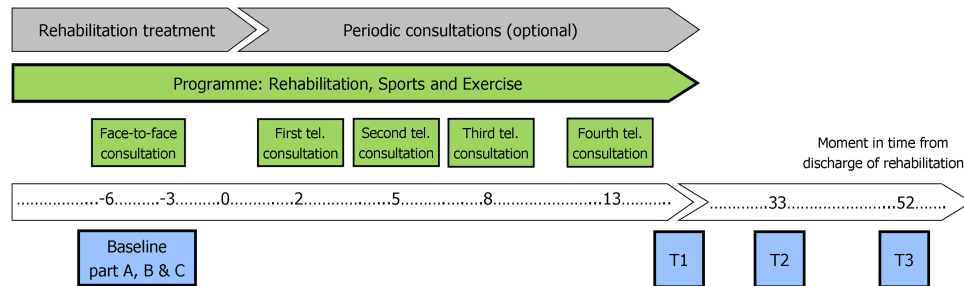 Rehabilitation treatment
Periodic consultations (optional)
Programme: Rehabilitation, Sports and Exercise
Face-to-face
consultation
First tel.
consultation
Second tel.
consultation
Third tel.
consultation
Fourth tel.
consultation
Moment in time from
discharge of rehabilitation
-6 -3 0 2 5 8 13 33 52
Baseline
part A, B & C
T1
T2
T3